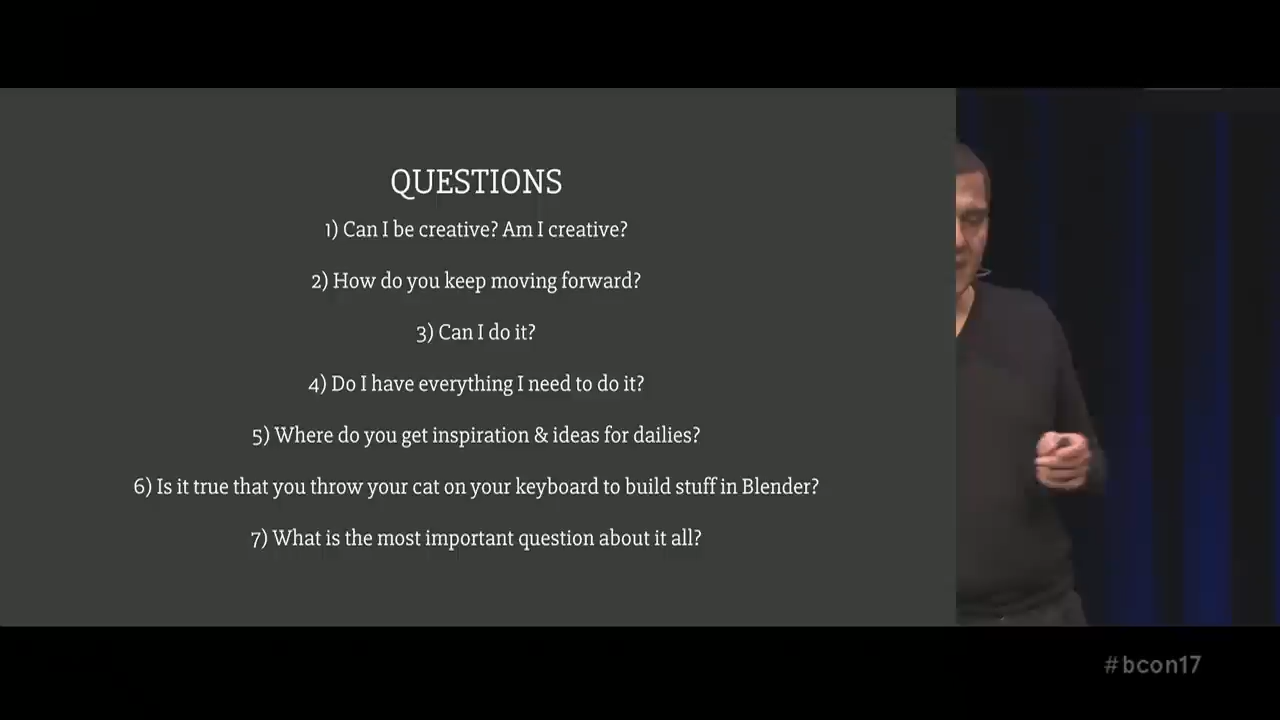 QUESTIONS
1) Can I be creative? Am I creative?
2) How do you keep moving forward?
3) Can I do it?
4) Do I have everything I need to do it?
5) Where do you get inspiration & ideas for dailies?
6) Is it true that you throw your cat on your keyboard to build stuff in Blender?
7) What is the most important question about it all?
#bcon17